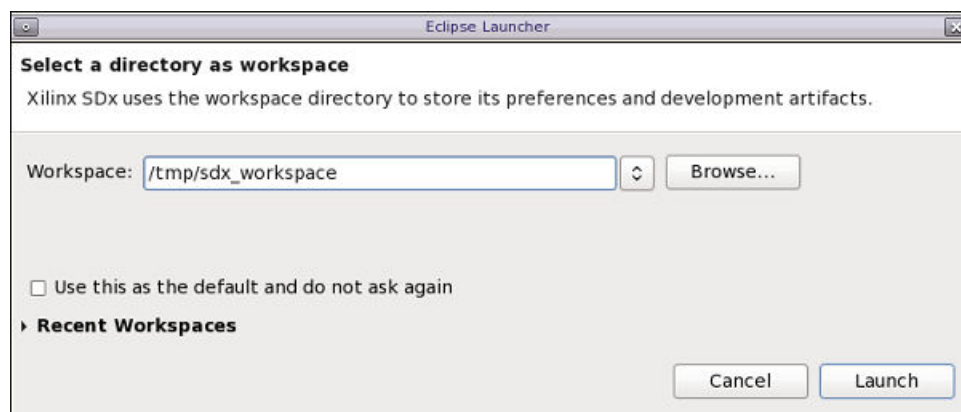 Eclipse Launcher
Select a directory as workspace
Xilinx SDx uses the workspace directory to store its preferences and development artifacts.
Workspace: /tmp/sdx_workspace Browse...
Use this as the default and do not ask again
Recent Workspaces
Cancel Launch